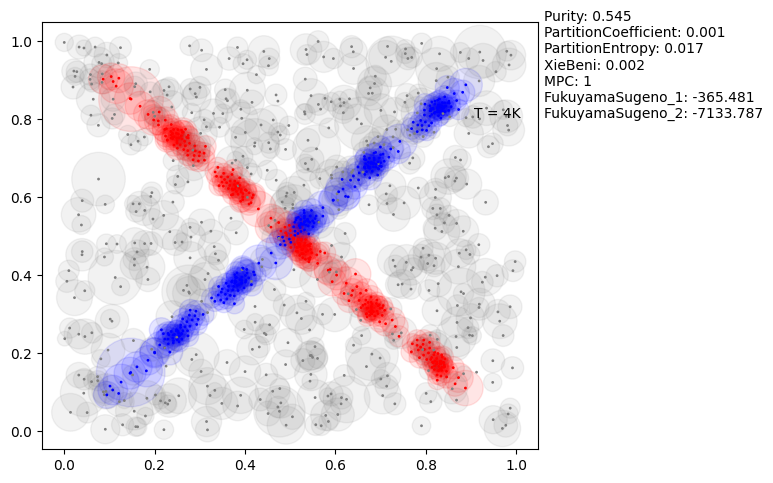 Purity: 0.545
PartitionCoefficient: 0.001
PartitionEntropy: 0.017
XieBeni: 0.002
MPC: 1
FukuyamaSugeno_1: -365.481
FukuyamaSugeno_2: -7133.787
T = 4K
1.0
0.8
0.6
0.4
0.2
0.0
0.0 0.2 0.4 0.6 0.8 1.0